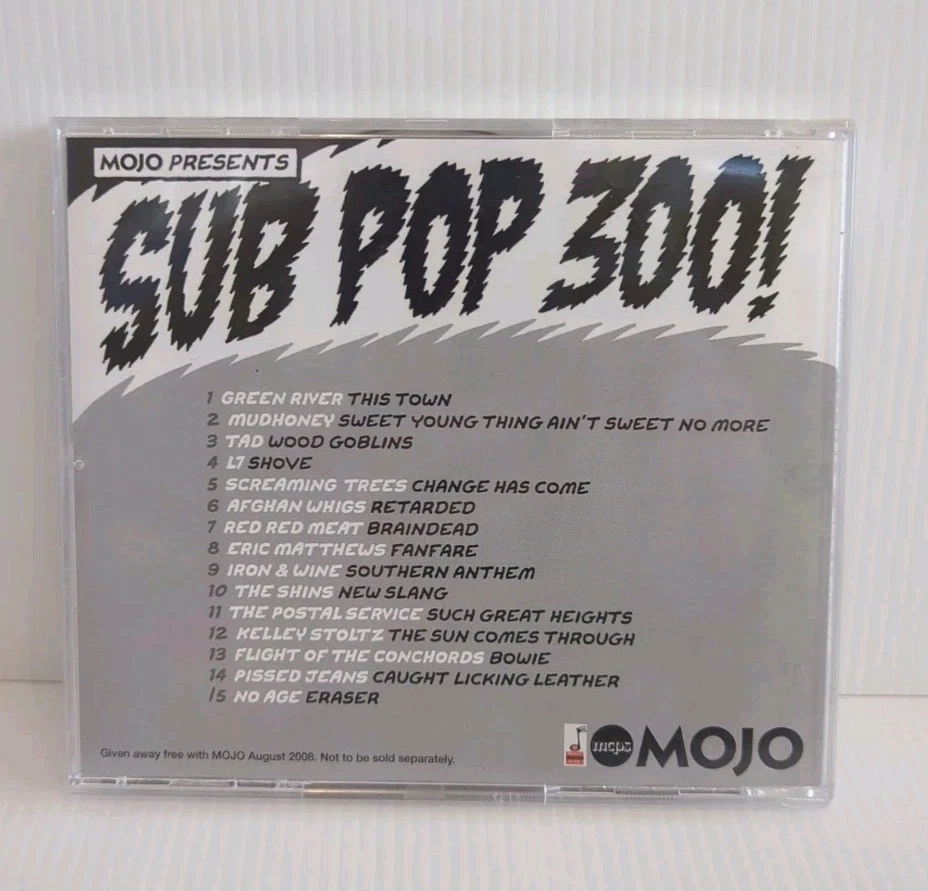 MOJO PRESENTS
SUB POP 300!
1 GREEN RIVER THIS TOWN
2 MUDHONEY SWEET YOUNG THING AIN'T SWEET NO MORE
3 TAD WOOD GOBLINS
4 L7 SHOVE
5 SCREAMING TREES CHANGE HAS COME
6 AFGHAN WHIGS RETARDED
7 RED RED MEAT BRAINDEAD
8 ERIC MATTHEWS FANFARE
9 IRON & WINE SOUTHERN ANTHEM
10 THE SHINS NEW SLANG
11 THE POSTAL SERVICE SUCH GREAT HEIGHTS
12 KELLEY STOLTZ THE SUN COMES THROUGH
13 FLIGHT OF THE CONCHORDS BOWIE
14 PISSED JEANS CAUGHT LICKING LEATHER
15 NO AGE ERASER
Given away free with MOJO August 2008. Not to be sold separately.
mcps MOJO